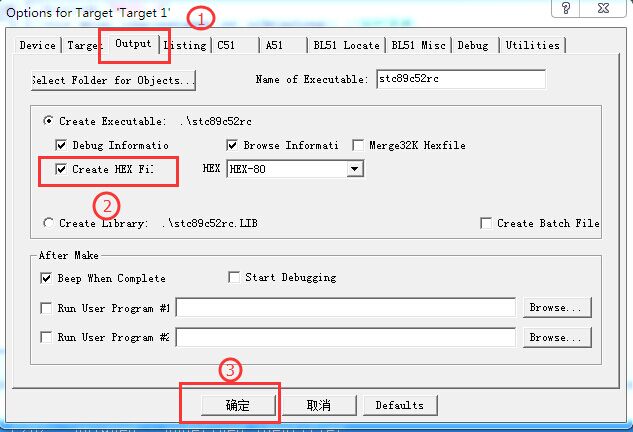 Options for Target 'Target 1'
①
Device Target Output Listing C51 A51 BL51 Locate BL51 Misc Debug Utilities
Select Folder for Objects... Name of Executable: stc89c52rc
Create Executable: .\stc89c52rc
Debug Informatio Browse Informati Merge32K Hexfile
Create HEX Fi HEX HEX-80
②
Create Library: .\stc89c52rc.LIB Create Batch File
After Make
Beep When Complete Start Debugging
Run User Program #1 Browse...
Run User Program #2 Browse...
③
确定 取消 Defaults